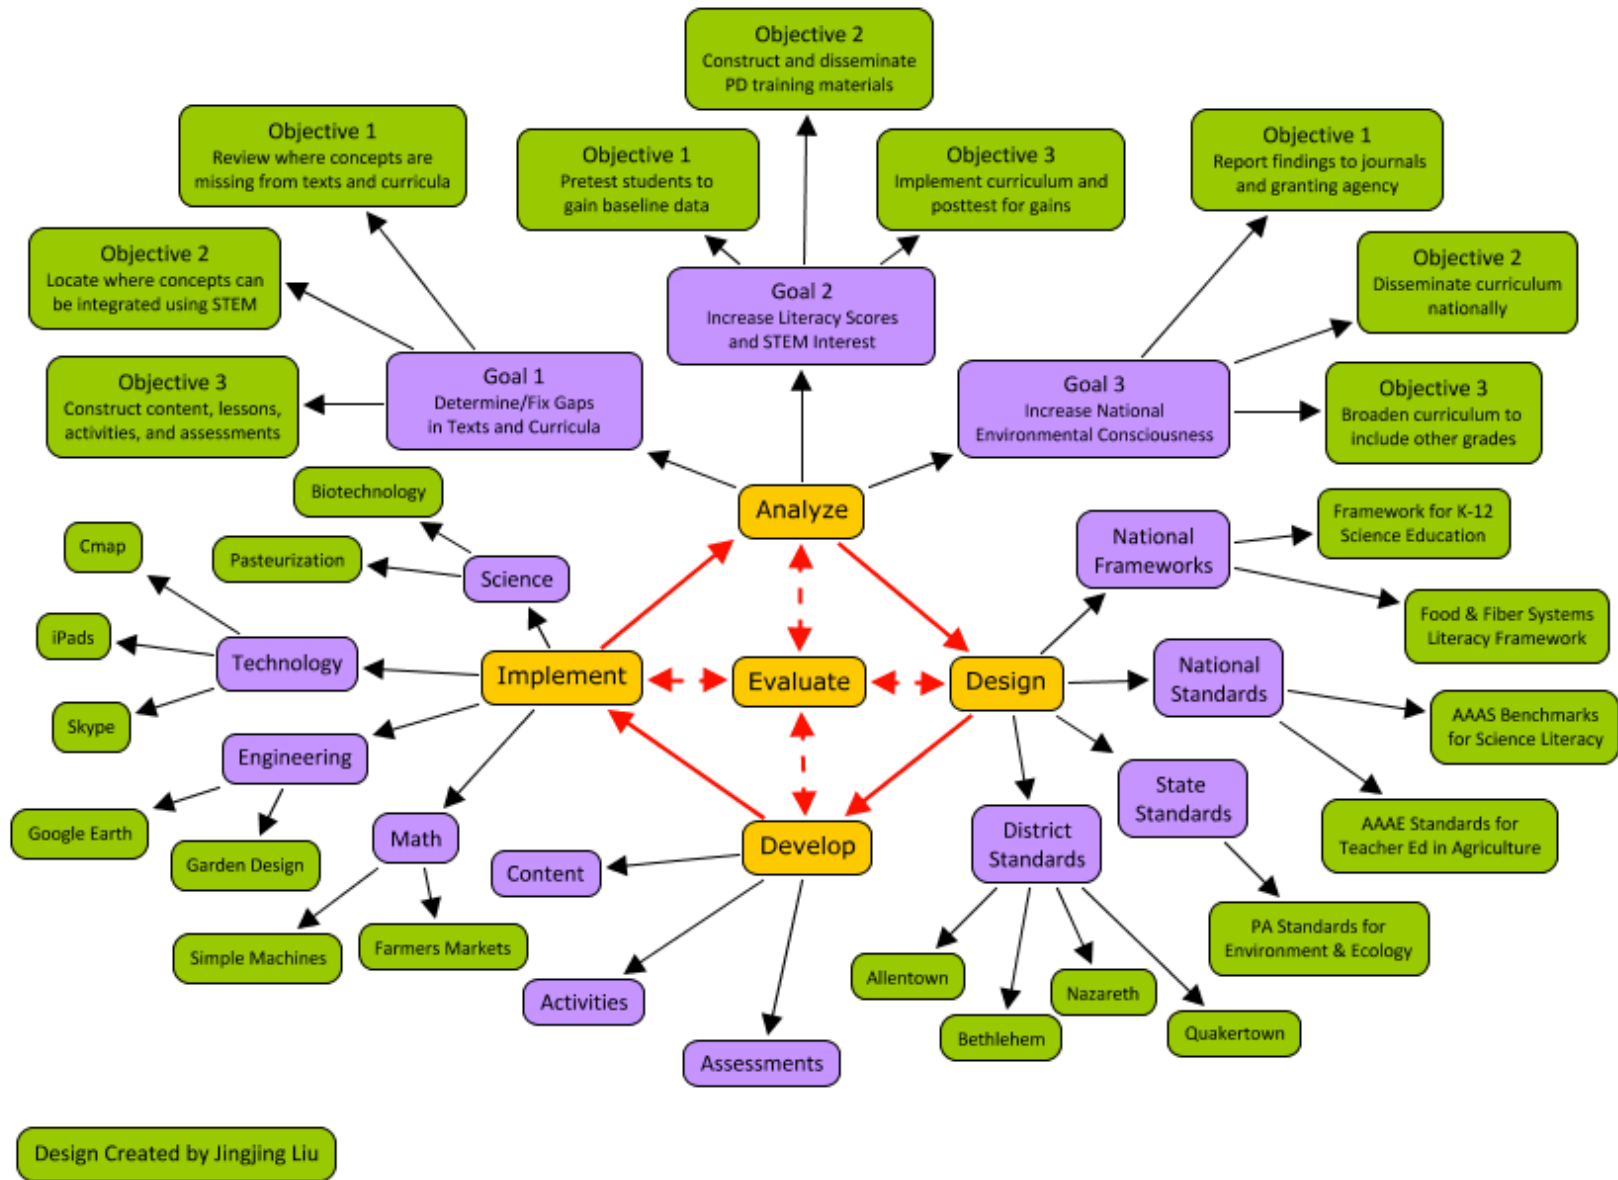 Objective 2
Construct and disseminate
PD training materials
Objective 1
Review where concepts are
missing from texts and curricula
Objective 1
Pretest students to
gain baseline data
Objective 3
Implement curriculum and
posttest for gains
Objective 1
Report findings to journals
and granting agency
Objective 2
Locate where concepts can
be integrated using STEM
Goal 2
Increase Literacy Scores
and STEM Interest
Objective 2
Disseminate curriculum
nationally
Objective 3
Construct content, lessons,
activities, and assessments
Goal 1
Determine/Fix Gaps
in Texts and Curricula
Goal 3
Increase National
Environmental Consciousness
Objective 3
Broaden curriculum to
include other grades
Biotechnology
Analyze
Framework for K-12
Science Education
Cmap
Pasteurization
Science
National
Frameworks
Food & Fiber Systems
Literacy Framework
iPads
Technology
Implement
Evaluate
Design
National
Standards
Skype
AAAS Benchmarks
for Science Literacy
Engineering
State
Standards
Google Earth
Garden Design
Math
Develop
District
Standards
AAAE Standards for
Teacher Ed in Agriculture
Content
Simple Machines
Farmers Markets
PA Standards for
Environment & Ecology
Activities
Allentown
Nazareth
Bethlehem
Quakertown
Assessments
Design Created by Jingjing Liu